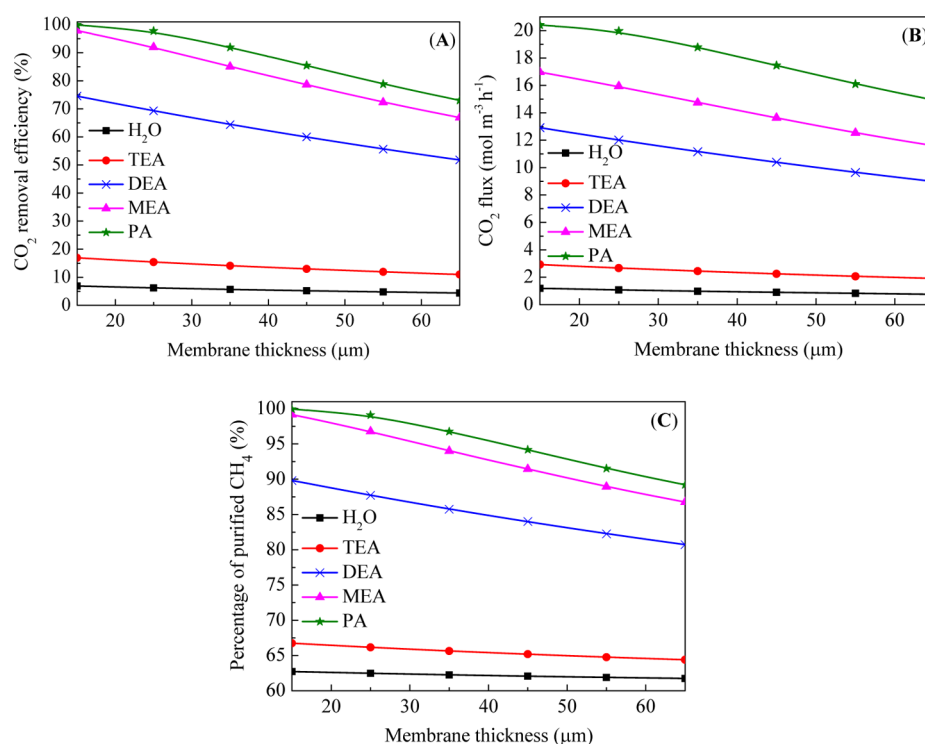 (A)
CO2 removal efficiency (%)
100
90
80
70
60
50
40
30
20
10
0
H2O
TEA
DEA
MEA
PA
20 30 40 50 60
Membrane thickness (μm)
(B)
CO2 flux (mol m-3 h-1)
20
18
16
14
12
10
8
6
4
2
0
H2O
TEA
DEA
MEA
PA
20 30 40 50 60
Membrane thickness (μm)
(C)
Percentage of purified CH4 (%)
100
95
90
85
80
75
70
65
60
H2O
TEA
DEA
MEA
PA
20 30 40 50 60
Membrane thickness (μm)